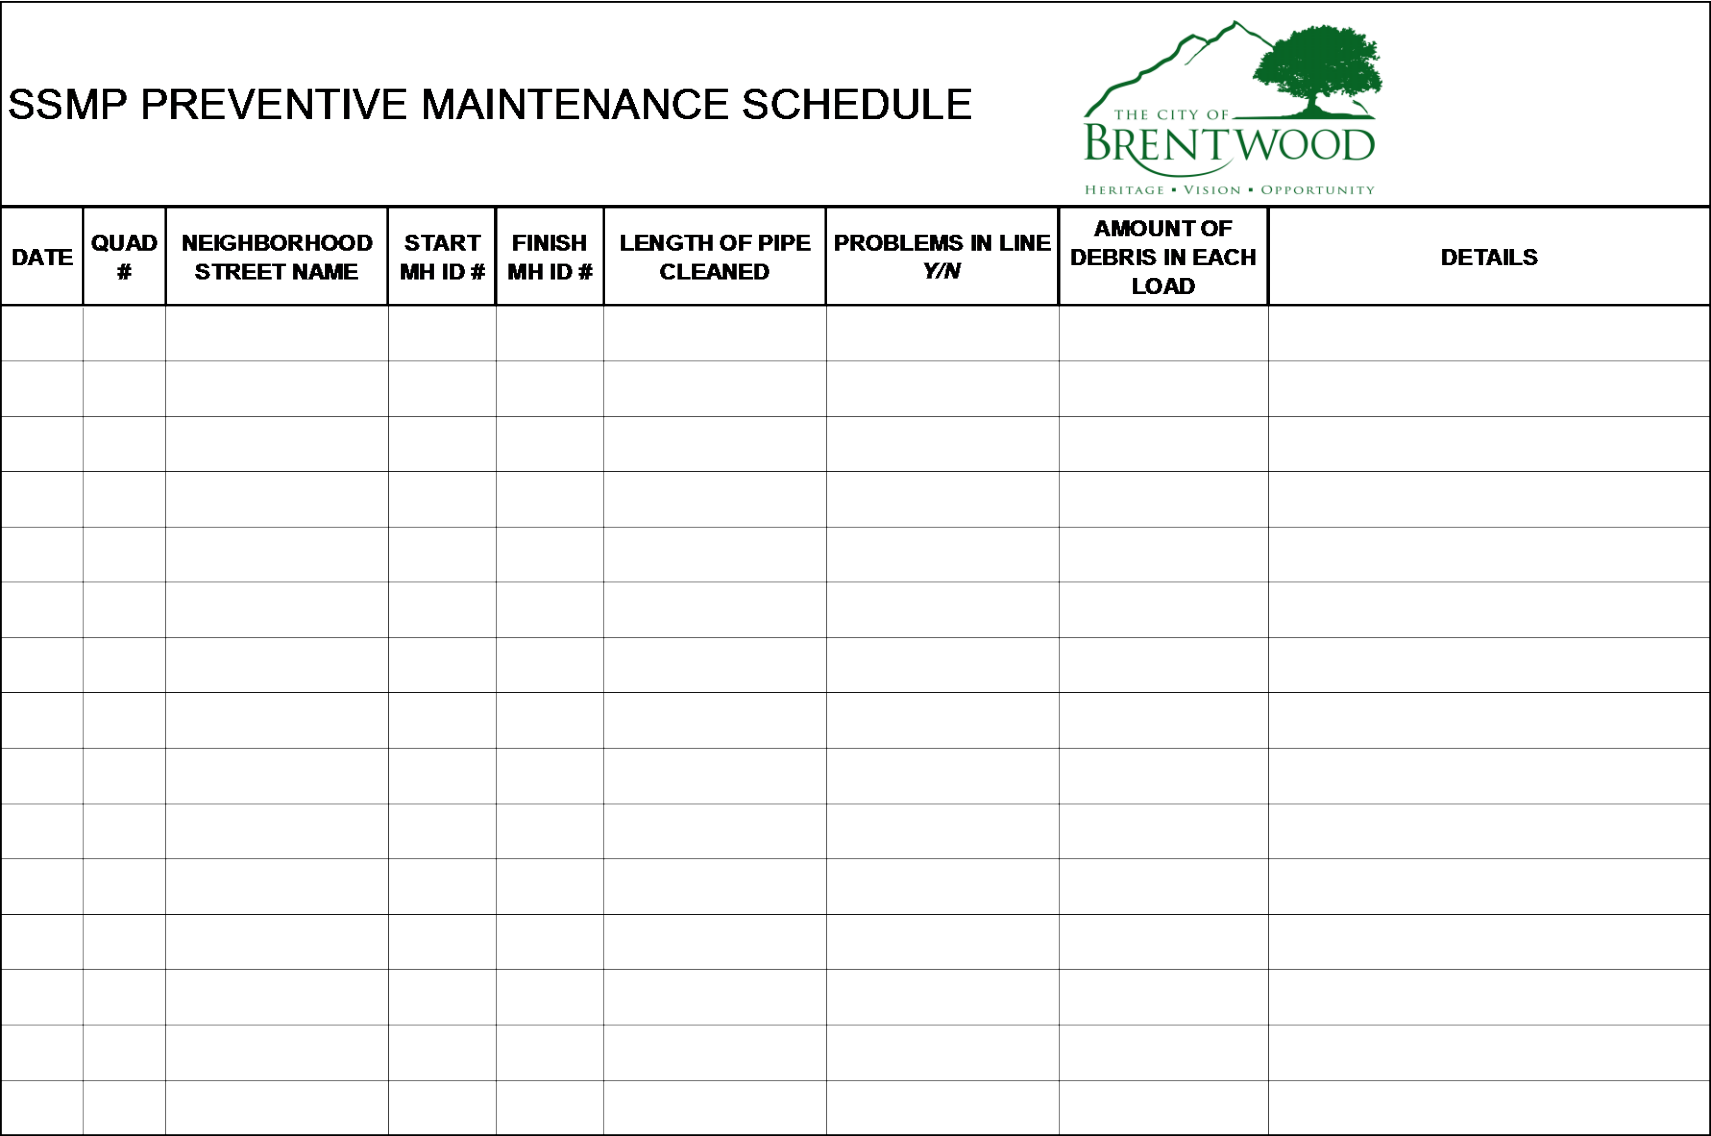 SSMP PREVENTIVE MAINTENANCE SCHEDULE
THE CITY OF
BRENTWOOD
HERITAGE ▪ VISION ▪ OPPORTUNITY
DATE
QUAD
#
NEIGHBORHOOD
STREET NAME
START
MH ID #
FINISH
MH ID #
LENGTH OF PIPE
CLEANED
PROBLEMS IN LINE
Y/N
AMOUNT OF
DEBRIS IN EACH
LOAD
DETAILS